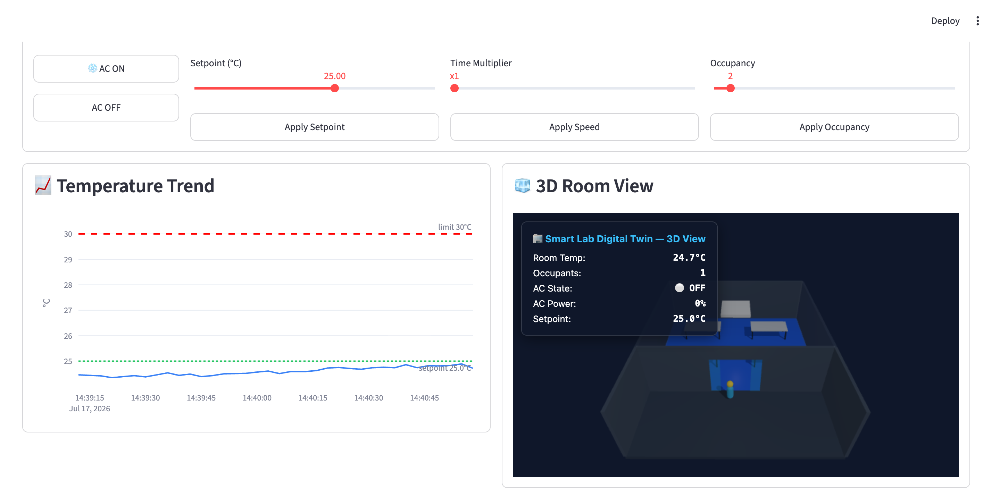 Deploy
❄️ AC ON
AC OFF
Setpoint (°C)
25.00
Apply Setpoint
Time Multiplier
x1
Apply Speed
Occupancy
2
Apply Occupancy
📈 Temperature Trend
limit 30°C
30
29
28
27
26
25
°C
setpoint 25.0°C
14:39:15 14:39:30 14:39:45 14:40:00 14:40:15 14:40:30 14:40:45
Jul 17, 2026
🧊 3D Room View
🏢 Smart Lab Digital Twin — 3D View
Room Temp: 24.7°C
Occupants: 1
AC State: ⚪ OFF
AC Power: 0%
Setpoint: 25.0°C